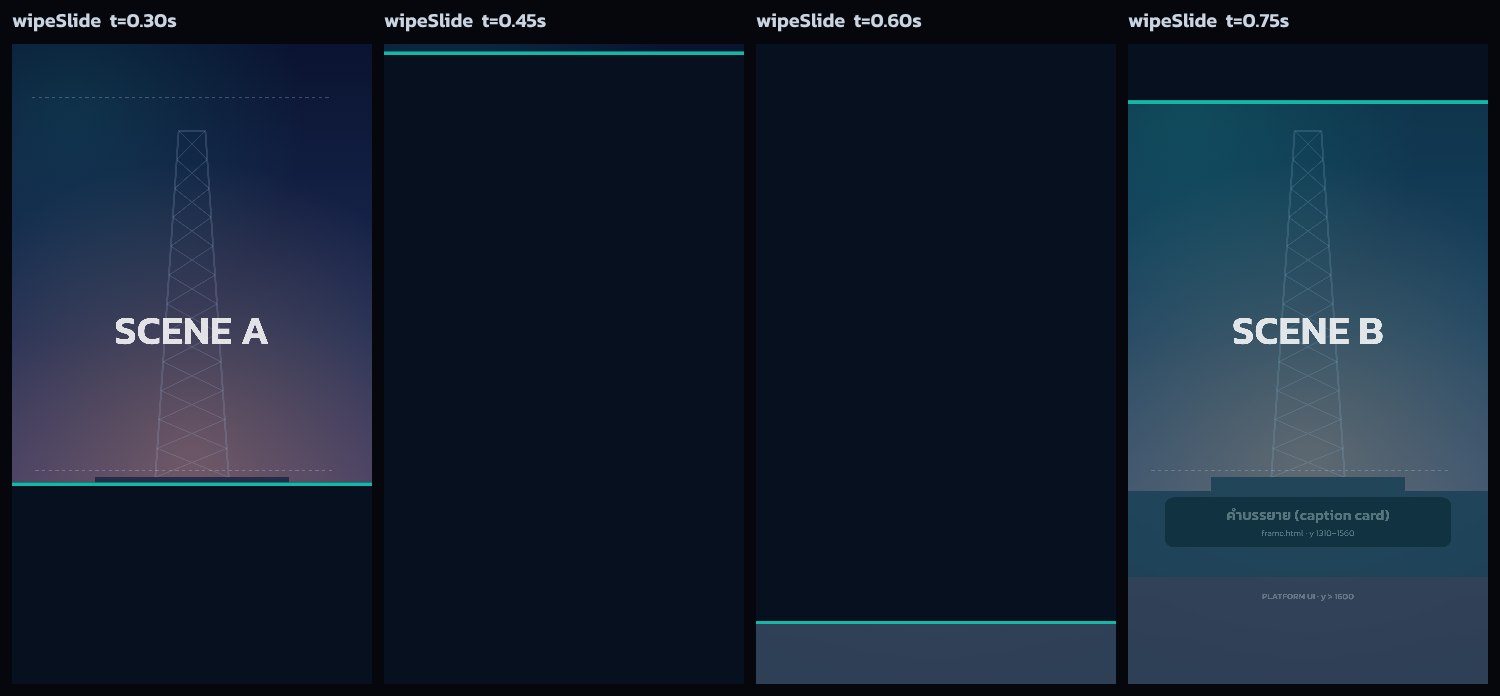 wipeSlide t=0.30s
wipeSlide t=0.45s
wipeSlide t=0.60s
wipeSlide t=0.75s
SCENE A
SCENE B
คำบรรยาย (caption card)
frame.html · y 1310–1560
PLATFORM UI · y > 1600